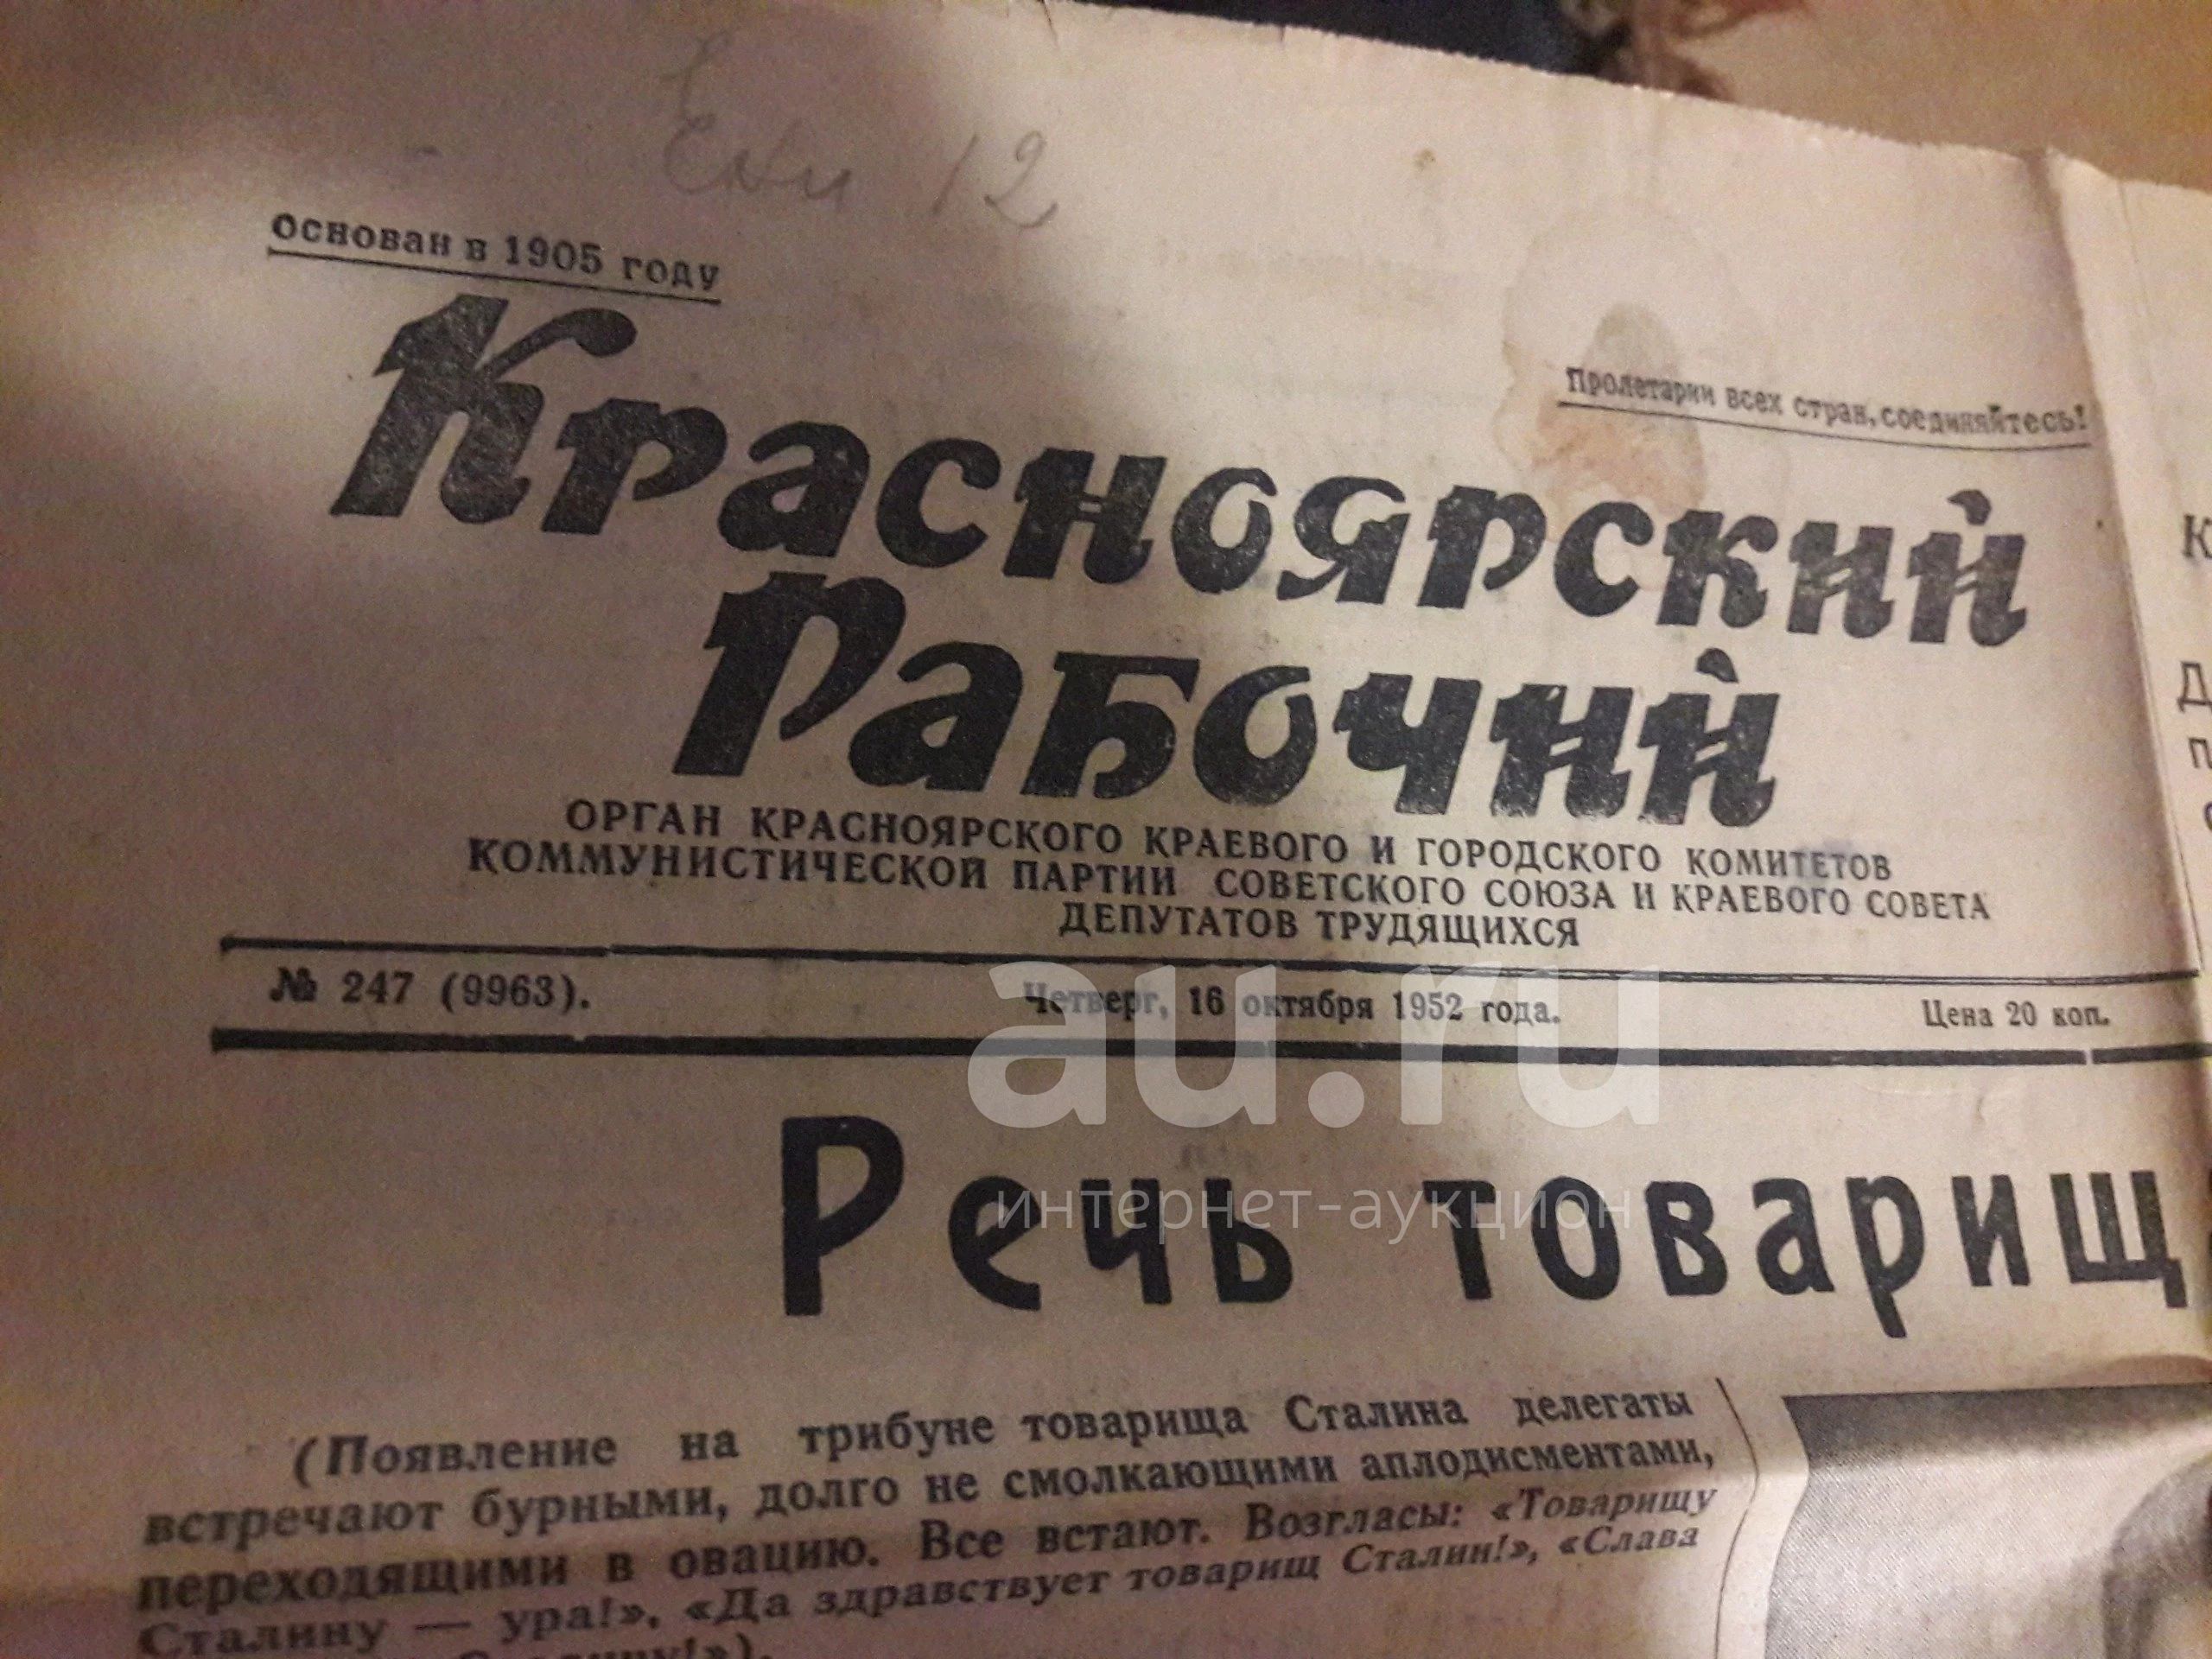 12
основан в 1905 году
Пролетарии всех стран, соединяйтесь!
Красноярский
Рабочий
ОРГАН КРАСНОЯРСКОГО КРАЕВОГО И ГОРОДСКОГО КОМИТЕТОВ
КОММУНИСТИЧЕСКОЙ ПАРТИИ СОВЕТСКОГО СОЮЗА И КРАЕВОГО СОВЕТА
ДЕПУТАТОВ ТРУДЯЩИХСЯ
№ 247 (9963). Четверг, 16 октября 1952 года. Цена 20 коп.
au.ru
интернет-аукцион
Речь товарищ
(Появление на трибуне товарища Сталина делегаты
встречают бурными, долго не смолкающими аплодисментами,
переходящими в овацию. Все встают. Возгласы: «Товарищу
Сталину — ура!», «Да здравствует товарищ Сталин!», «Слава